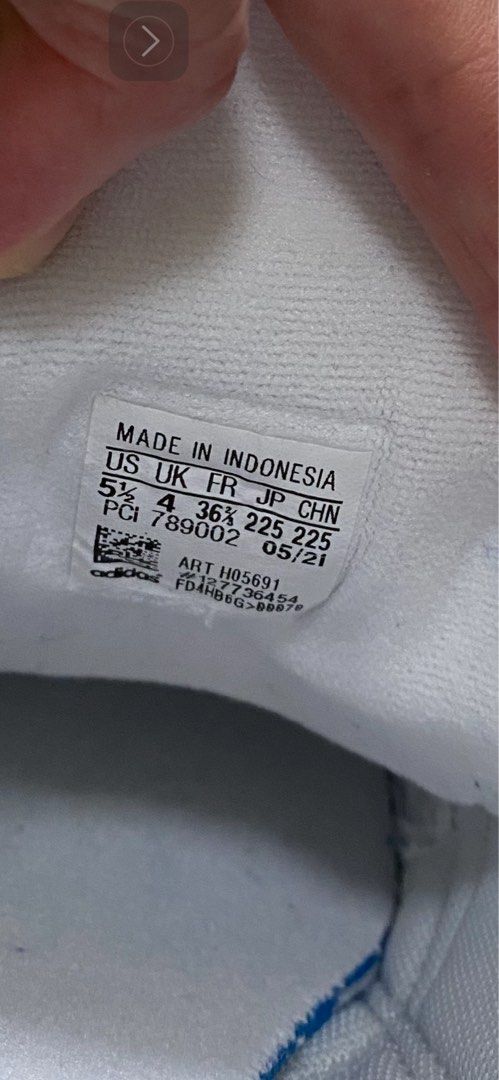 MADE IN INDONESIA
US UK FR JP CHN
5½ 4 36⅔ 225 225
PCI 789002 05/21
ART H05691
#127736454
adidas